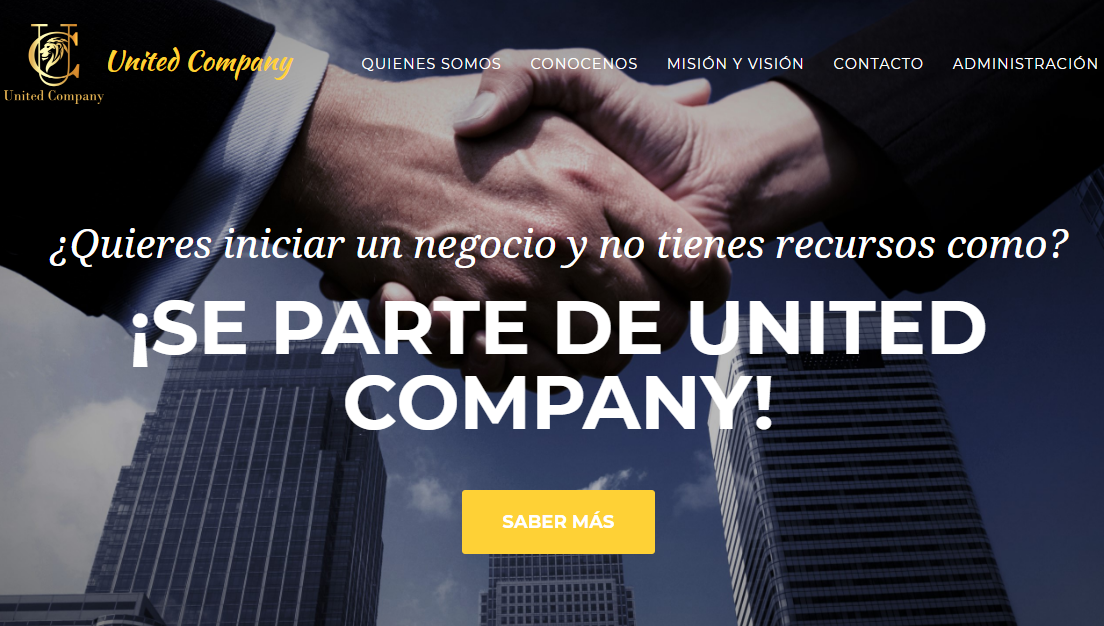 UC
United Company
United Company
QUIENES SOMOS
CONOCENOS
MISIÓN Y VISIÓN
CONTACTO
ADMINISTRACIÓN
¿Quieres iniciar un negocio y no tienes recursos como?
¡SE PARTE DE UNITED
COMPANY!
SABER MÁS